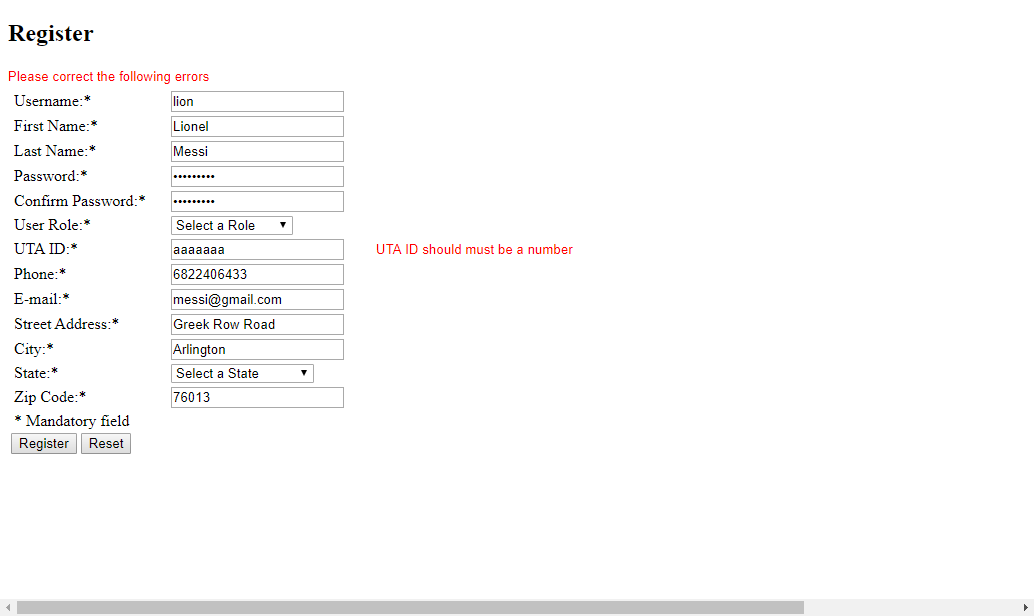 Register
Please correct the following errors
Username:* lion
First Name:* Lionel
Last Name:* Messi
Password:* •••••••••
Confirm Password:* •••••••••
User Role:* Select a Role
UTA ID:* aaaaaaa UTA ID should must be a number
Phone:* 6822406433
E-mail:* messi@gmail.com
Street Address:* Greek Row Road
City:* Arlington
State:* Select a State
Zip Code:* 76013
* Mandatory field
Register Reset